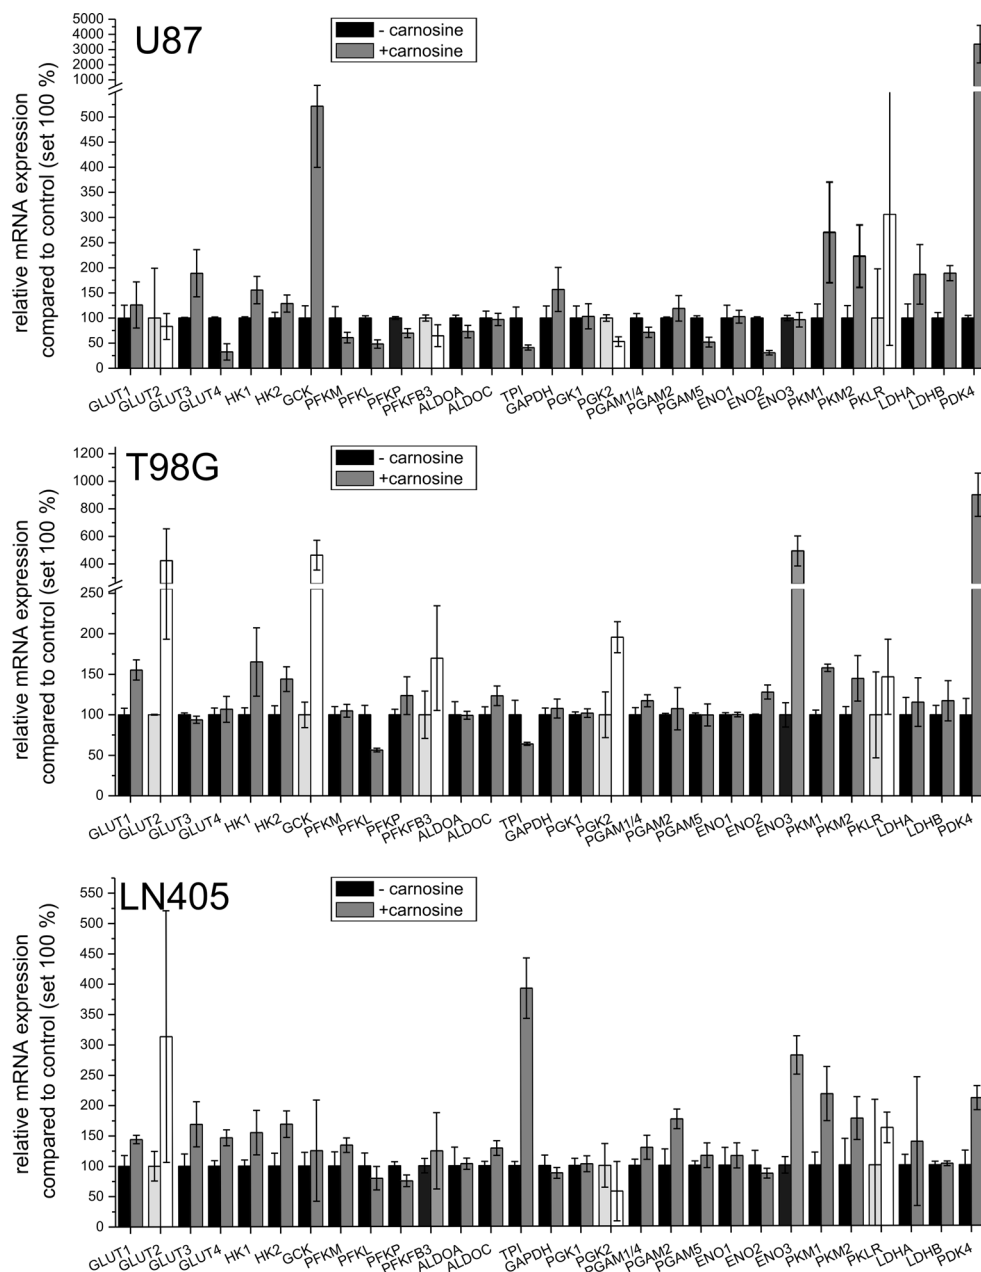 U87
- carnosine
+carnosine
relative mRNA expression
compared to control (set 100 %)
5000
4000
3000
2000
1000
500
450
400
350
300
250
200
150
100
50
0
GLUT1 GLUT2 GLUT3 GLUT4 HK1 HK2 GCK PFKM PFKL PFKP PFKFB3 ALDOA ALDOC TPI GAPDH PGK1 PGK2 PGAM1/4 PGAM2 PGAM5 ENO1 ENO2 ENO3 PKM1 PKM2 PKLR LDHA LDHB PDK4
T98G
- carnosine
+carnosine
relative mRNA expression
compared to control (set 100 %)
1200
1000
800
600
400
250
200
150
100
50
0
GLUT1 GLUT2 GLUT3 GLUT4 HK1 HK2 GCK PFKM PFKL PFKP PFKFB3 ALDOA ALDOC TPI GAPDH PGK1 PGK2 PGAM1/4 PGAM2 PGAM5 ENO1 ENO2 ENO3 PKM1 PKM2 PKLR LDHA LDHB PDK4
LN405
- carnosine
+carnosine
relative mRNA expression
compared to control (set 100 %)
550
500
450
400
350
300
250
200
150
100
50
0
GLUT1 GLUT2 GLUT3 GLUT4 HK1 HK2 GCK PFKM PFKL PFKP PFKFB3 ALDOA ALDOC TPI GAPDH PGK1 PGK2 PGAM1/4 PGAM2 PGAM5 ENO1 ENO2 ENO3 PKM1 PKM2 PKLR LDHA LDHB PDK4